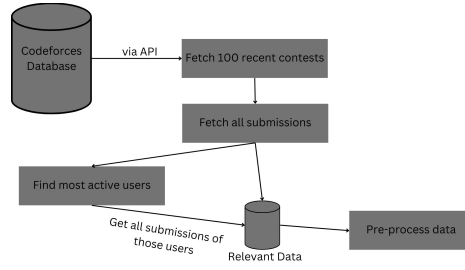 Codeforces
Database
via API
Fetch 100 recent contests
Fetch all submissions
Find most active users
Get all submissions of
those users
Relevant Data
Pre-process data